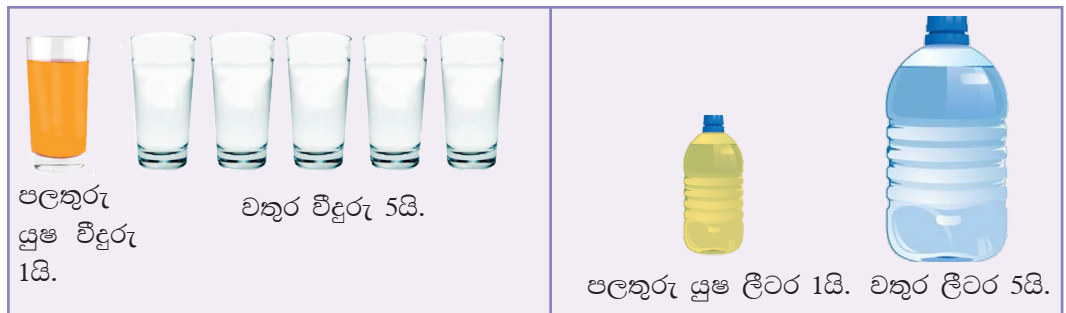 පලතුරු
යුෂ වීදුරු
1යි.
වතුර වීදුරු 5යි.
පලතුරු යුෂ ලීටර 1යි. වතුර ලීටර 5යි.